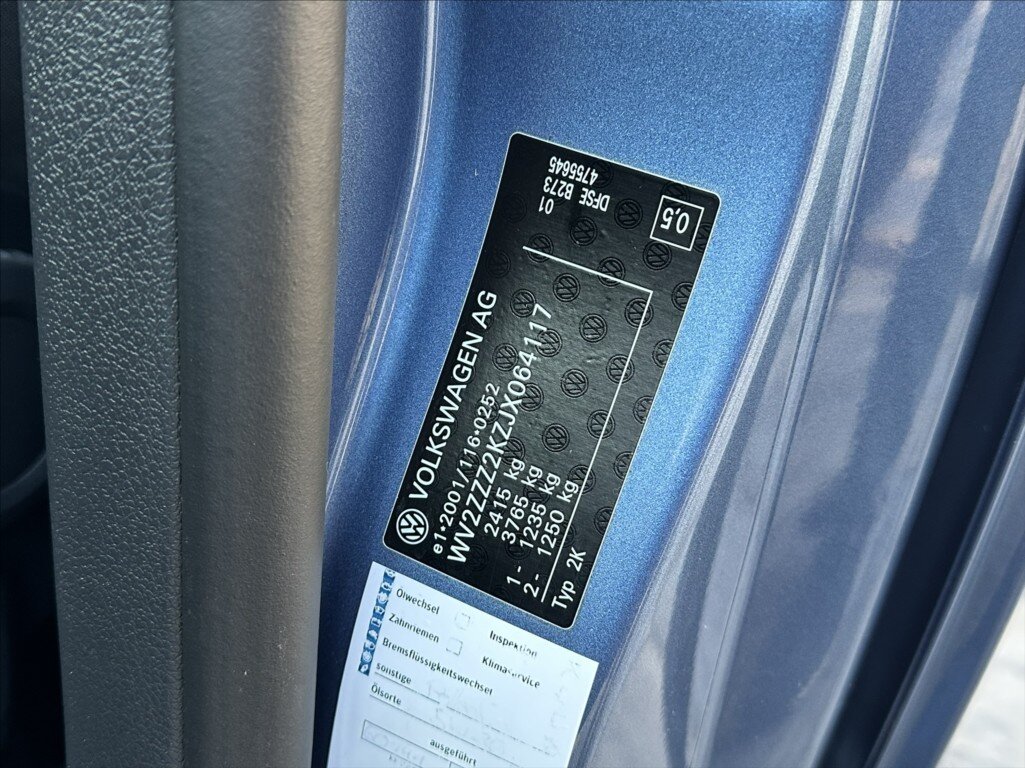 VOLKSWAGEN AG
e1*2001/116*0252
WV2ZZZ2KZJX064117
2415 kg
3765 kg
1- 1235 kg
2- 1250 kg
Typ 2K
01
DFSE B273
4755645
0,5
Ölwechsel
Inspektion
Zahnriemen
Klimaservice
Bremsflüssigkeitswechsel
sonstige
Ölsorte
ausgeführt